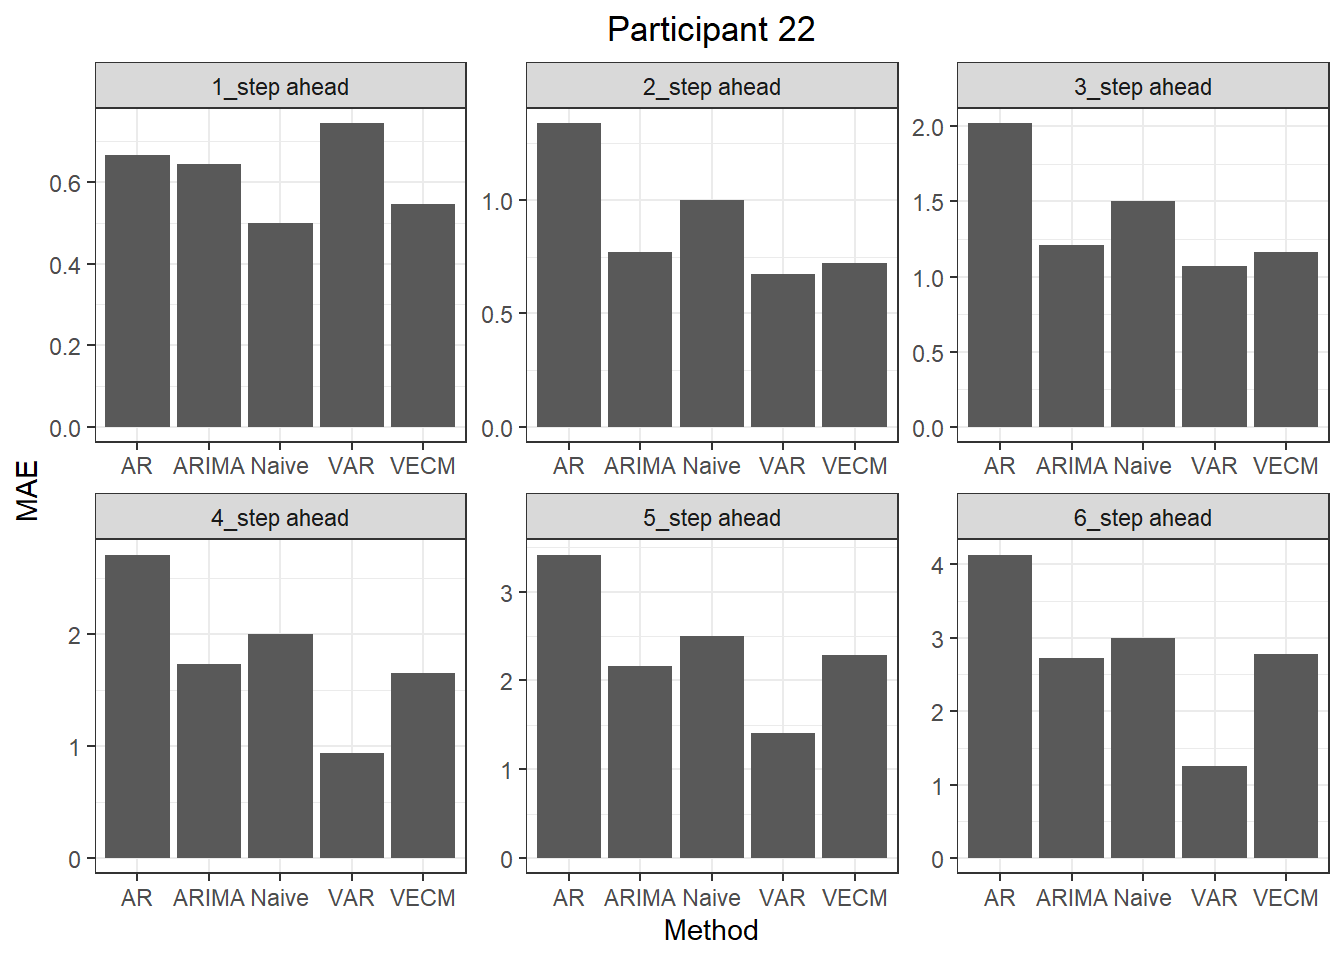 Participant 22
1_step ahead
2_step ahead
3_step ahead
0.6
0.4
0.2
0.0
1.0
0.5
0.0
2.0
1.5
1.0
0.5
0.0
AR ARIMA Naive VAR VECM
AR ARIMA Naive VAR VECM
AR ARIMA Naive VAR VECM
MAE
4_step ahead
5_step ahead
6_step ahead
2
1
0
3
2
1
0
4
3
2
1
0
AR ARIMA Naive VAR VECM
AR ARIMA Naive VAR VECM
AR ARIMA Naive VAR VECM
Method